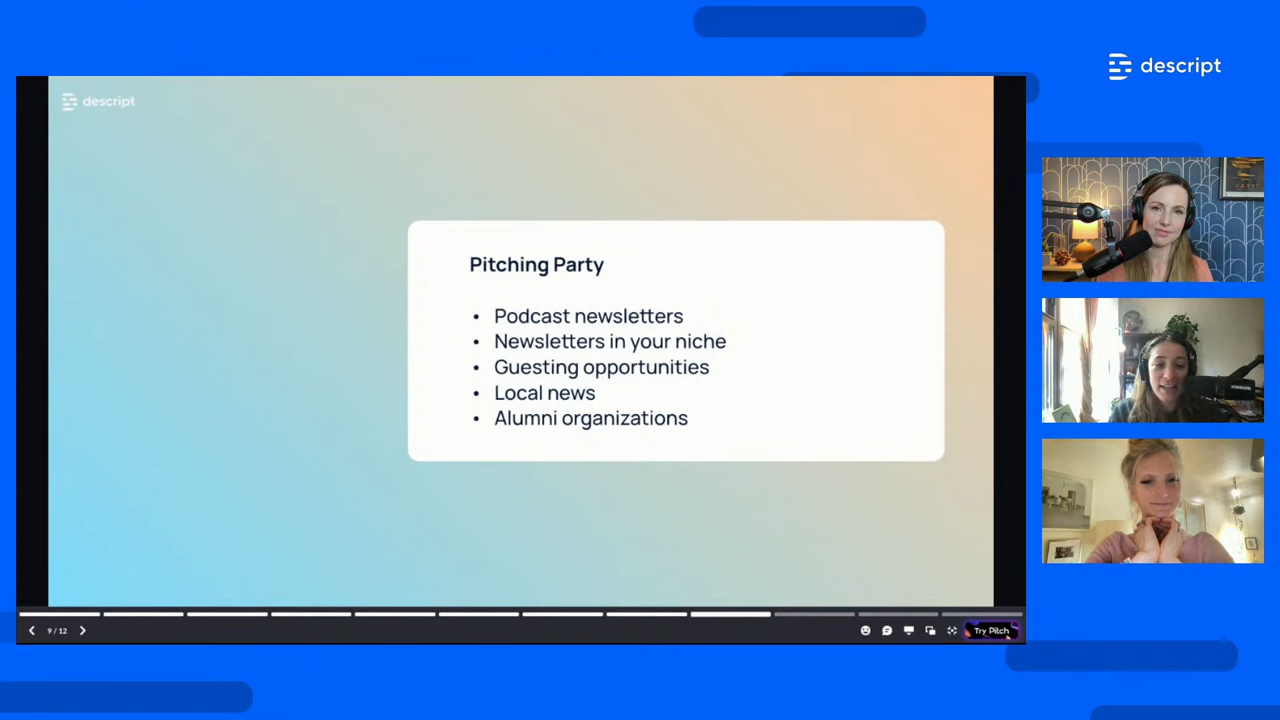 descript
descript
Pitching Party
• Podcast newsletters
• Newsletters in your niche
• Guesting opportunities
• Local news
• Alumni organizations
9 / 12
Try Pitch